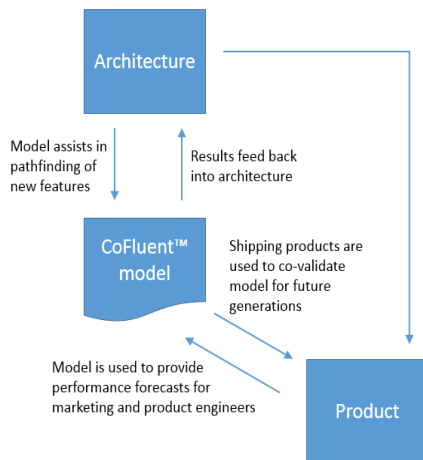 Architecture
Model assists in
pathfinding of
new features
Results feed back
into architecture
CoFluent™
model
Shipping products are
used to co-validate
model for future
generations
Model is used to provide
performance forecasts for
marketing and product engineers
Product